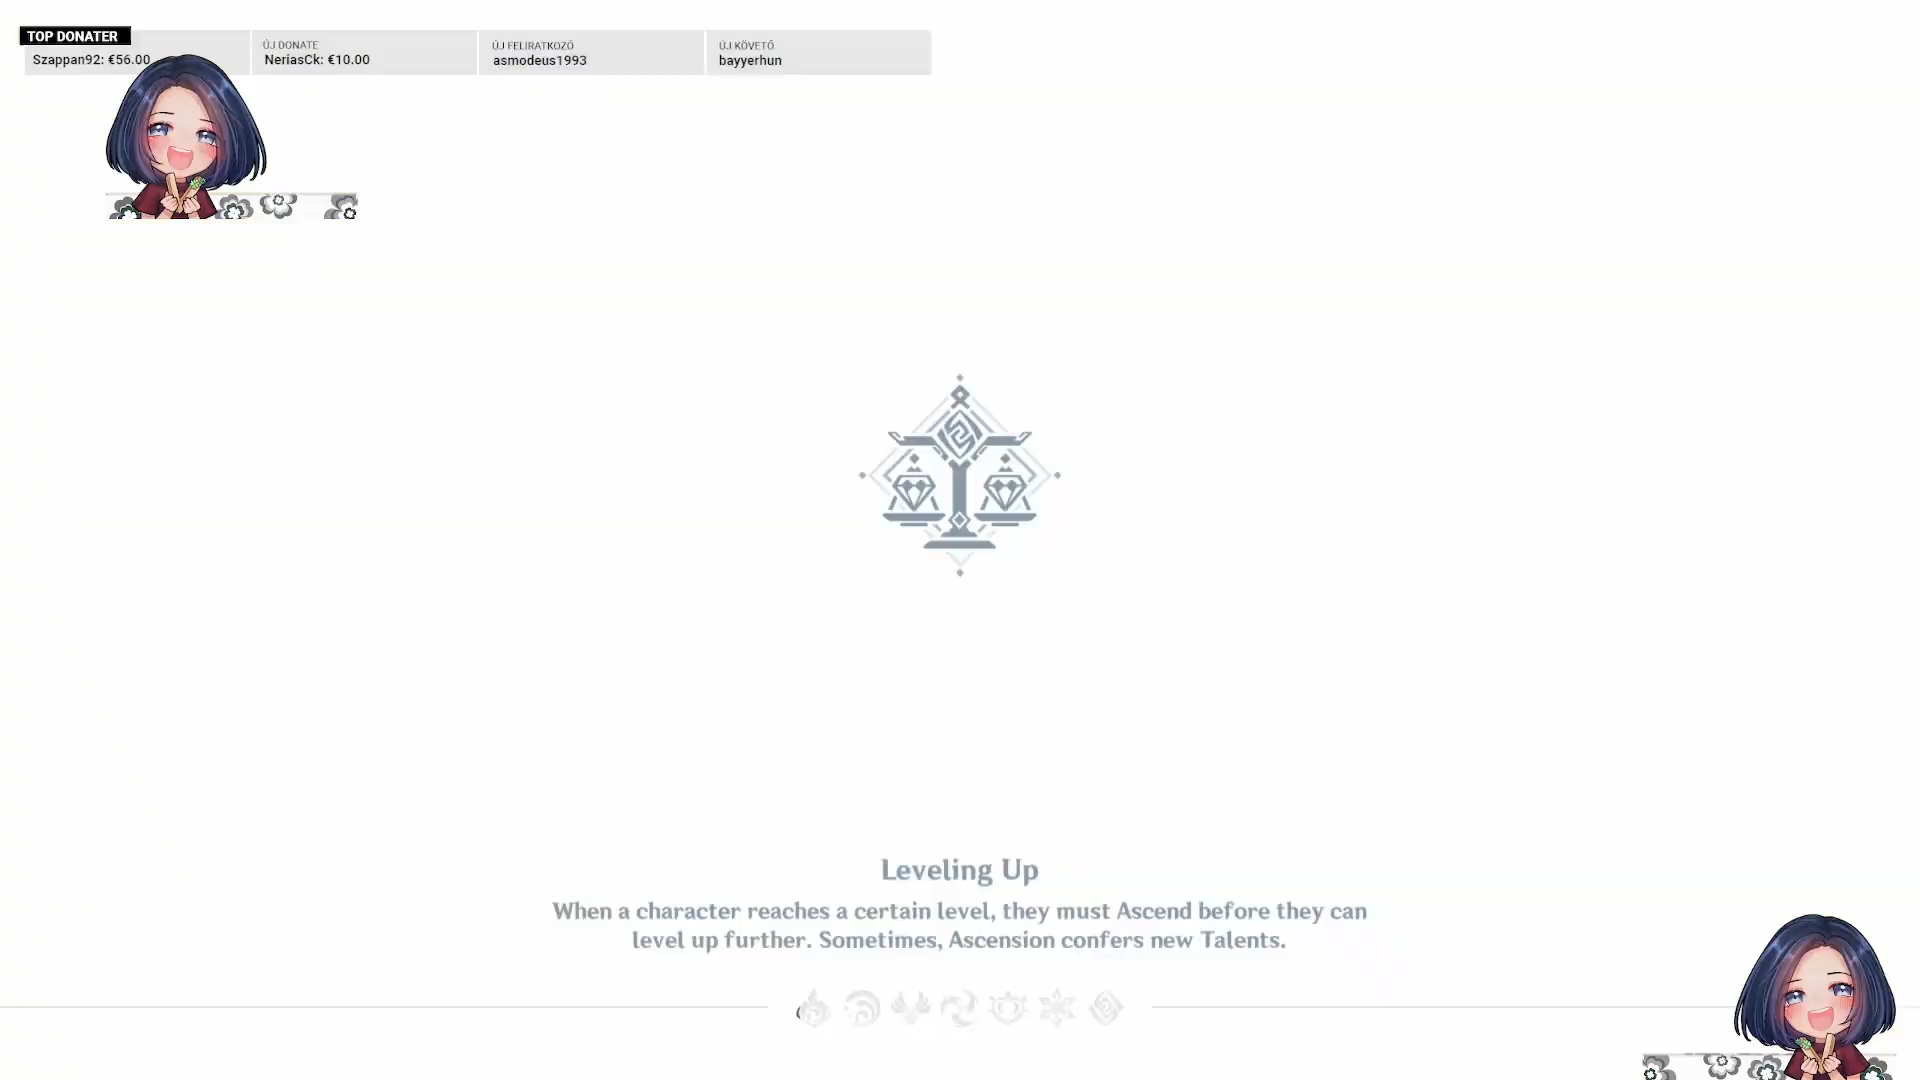 TOP DONATER
Szappan92: €56.00
ÚJ DONATE
NeriasCk: €10.00
ÚJ FELIRATKOZÓ
asmodeus1993
ÚJ KÖVETŐ
bayyerhun
Leveling Up
When a character reaches a certain level, they must Ascend before they can
level up further. Sometimes, Ascension confers new Talents.